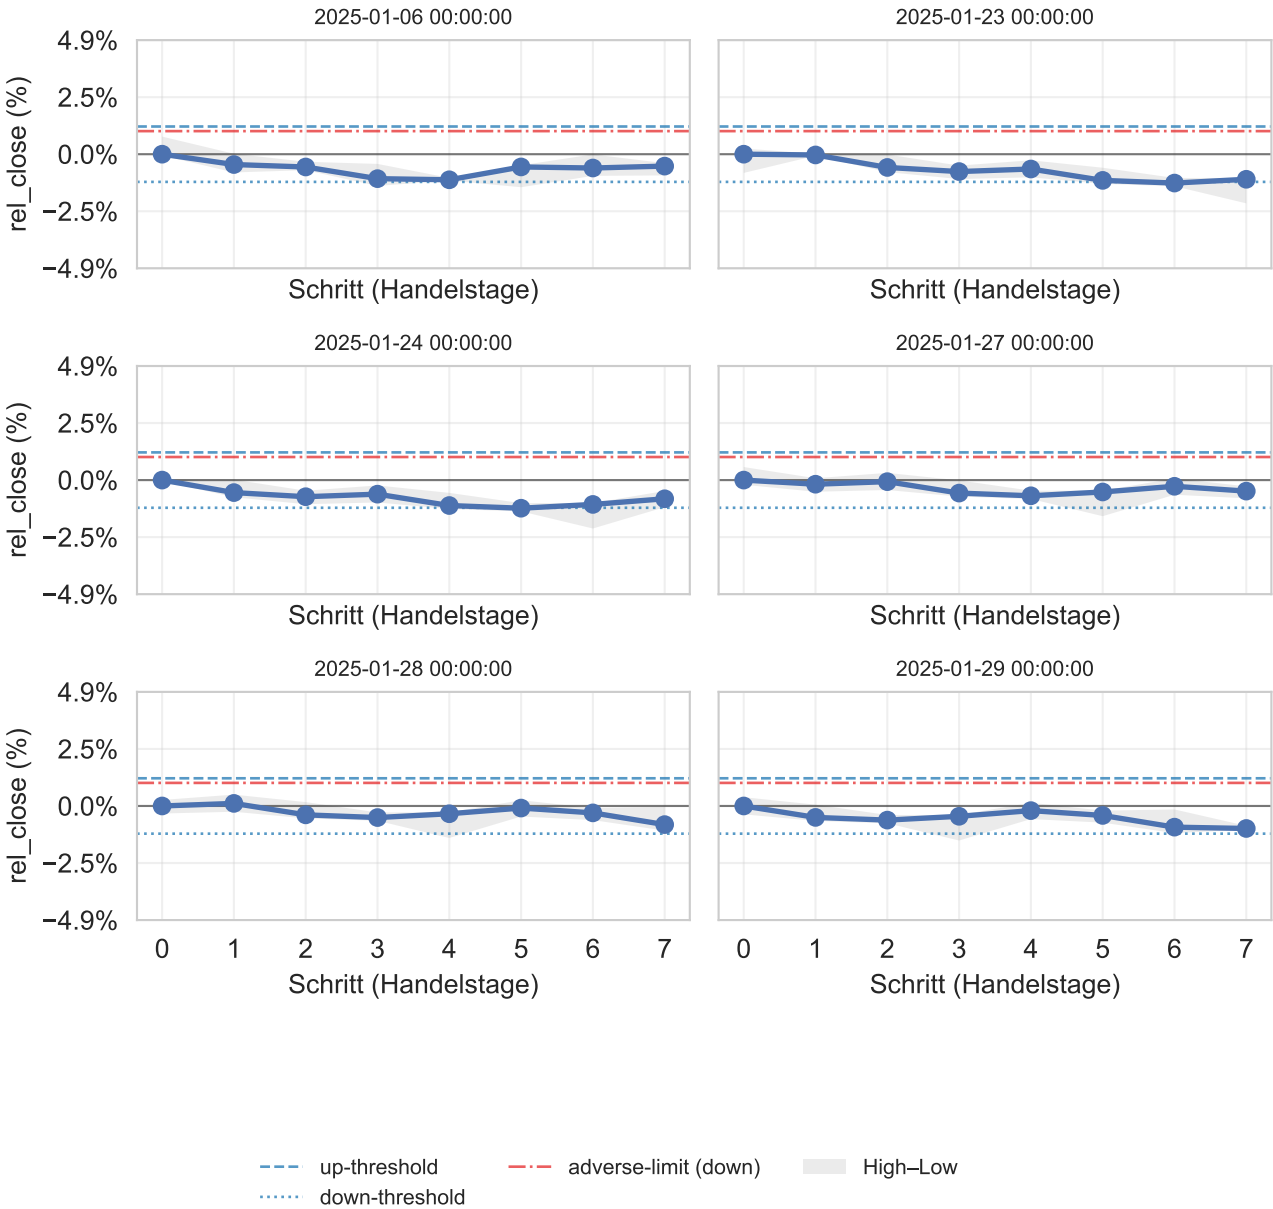 2025-01-06 00:00:00
2025-01-23 00:00:00
4.9%
2.5%
0.0%
−2.5%
−4.9%
rel_close (%)
Schritt (Handelstage)
Schritt (Handelstage)
2025-01-24 00:00:00
2025-01-27 00:00:00
4.9%
2.5%
0.0%
−2.5%
−4.9%
rel_close (%)
Schritt (Handelstage)
Schritt (Handelstage)
2025-01-28 00:00:00
2025-01-29 00:00:00
4.9%
2.5%
0.0%
−2.5%
−4.9%
rel_close (%)
0 1 2 3 4 5 6 7
0 1 2 3 4 5 6 7
Schritt (Handelstage)
Schritt (Handelstage)
up-threshold
down-threshold
adverse-limit (down)
High–Low